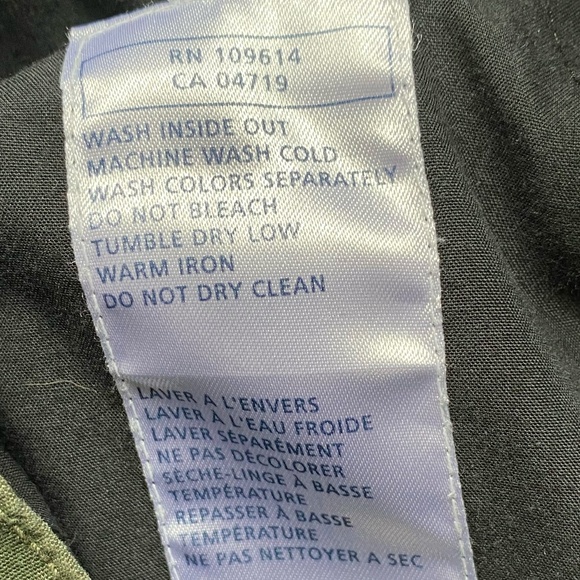 RN 109614
CA 04719
WASH INSIDE OUT
MACHINE WASH COLD
WASH COLORS SEPARATELY
DO NOT BLEACH
TUMBLE DRY LOW
WARM IRON
DO NOT DRY CLEAN
LAVER A L'ENVERS
LAVER À L'EAU FROIDE
LAVER SÉPARÉMENT
NE PAS DÉCOLORER
SÈCHE-LINGE À BASSE
TEMPÉRATURE
REPASSER À BASSE
TEMPÉRATURE
NE PAS NETTOYER A SEC